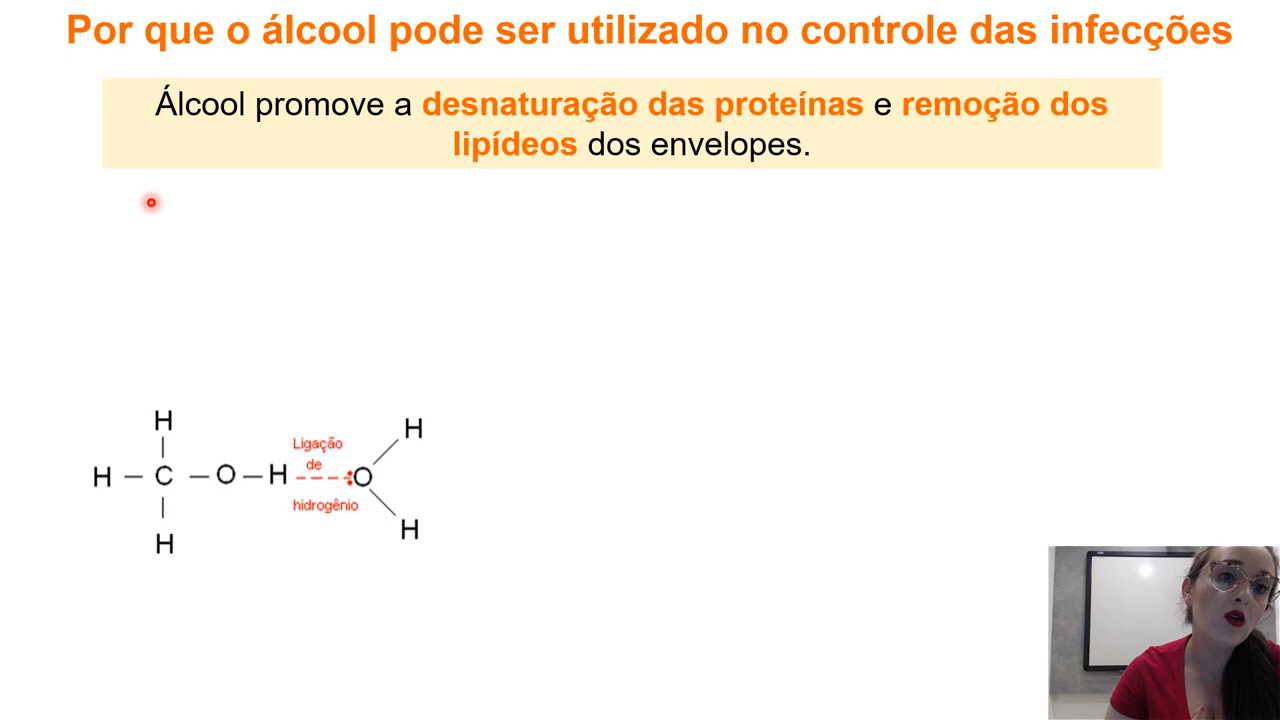 Por que o álcool pode ser utilizado no controle das infecções
Álcool promove a desnaturação das proteínas e remoção dos
lipídeos dos envelopes.
H
H – C – O – H Ligação de hidrogênio :O
H
H
H